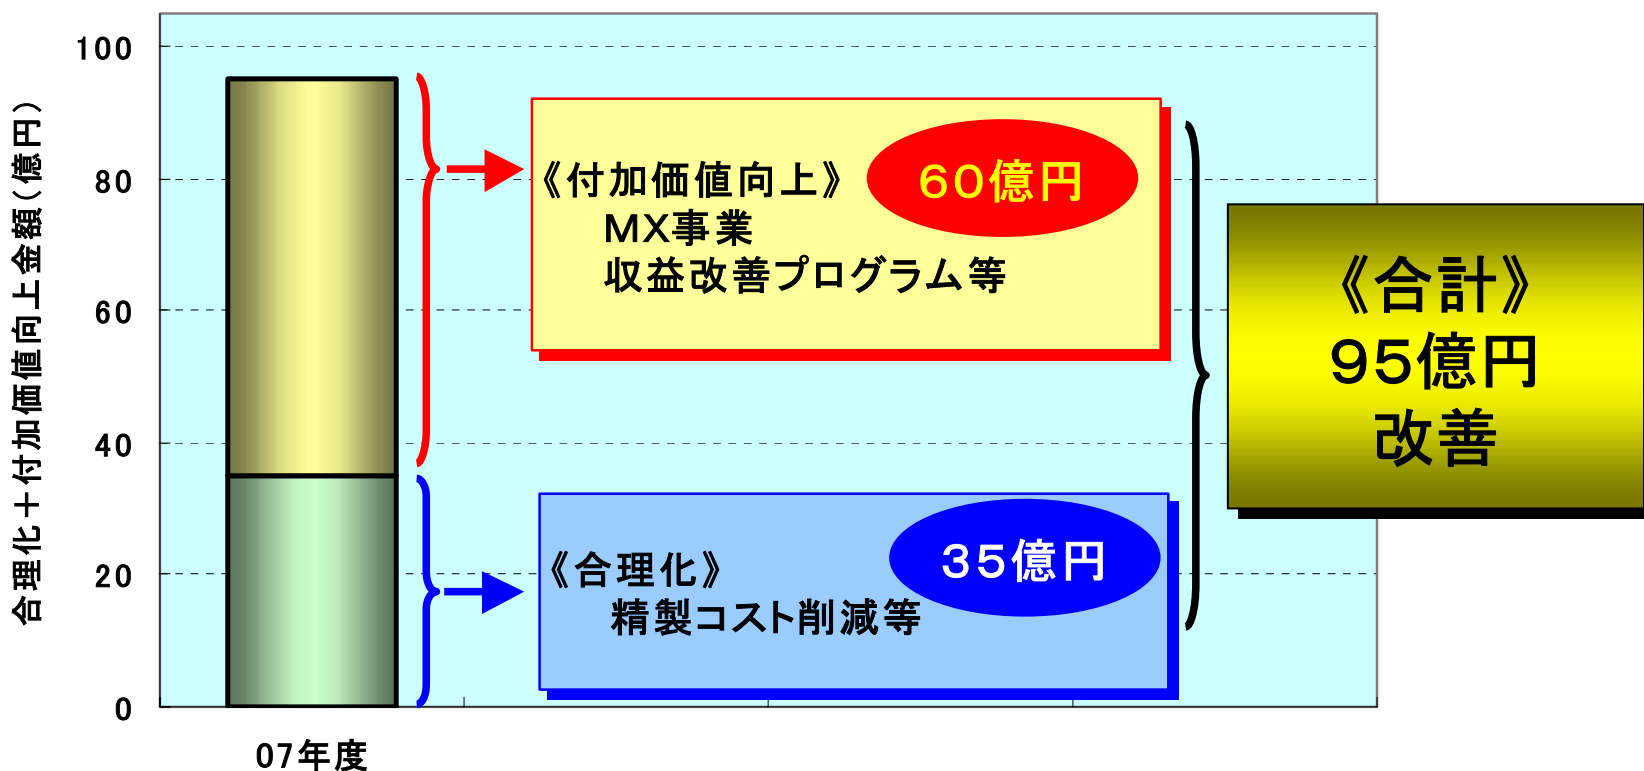 合理化＋付加価値向上金額（億円）
100
80
60
40
20
0
07年度
《付加価値向上》
60億円
ＭＸ事業
収益改善プログラム等
《合理化》
35億円
精製コスト削減等
《合計》
95億円
改善